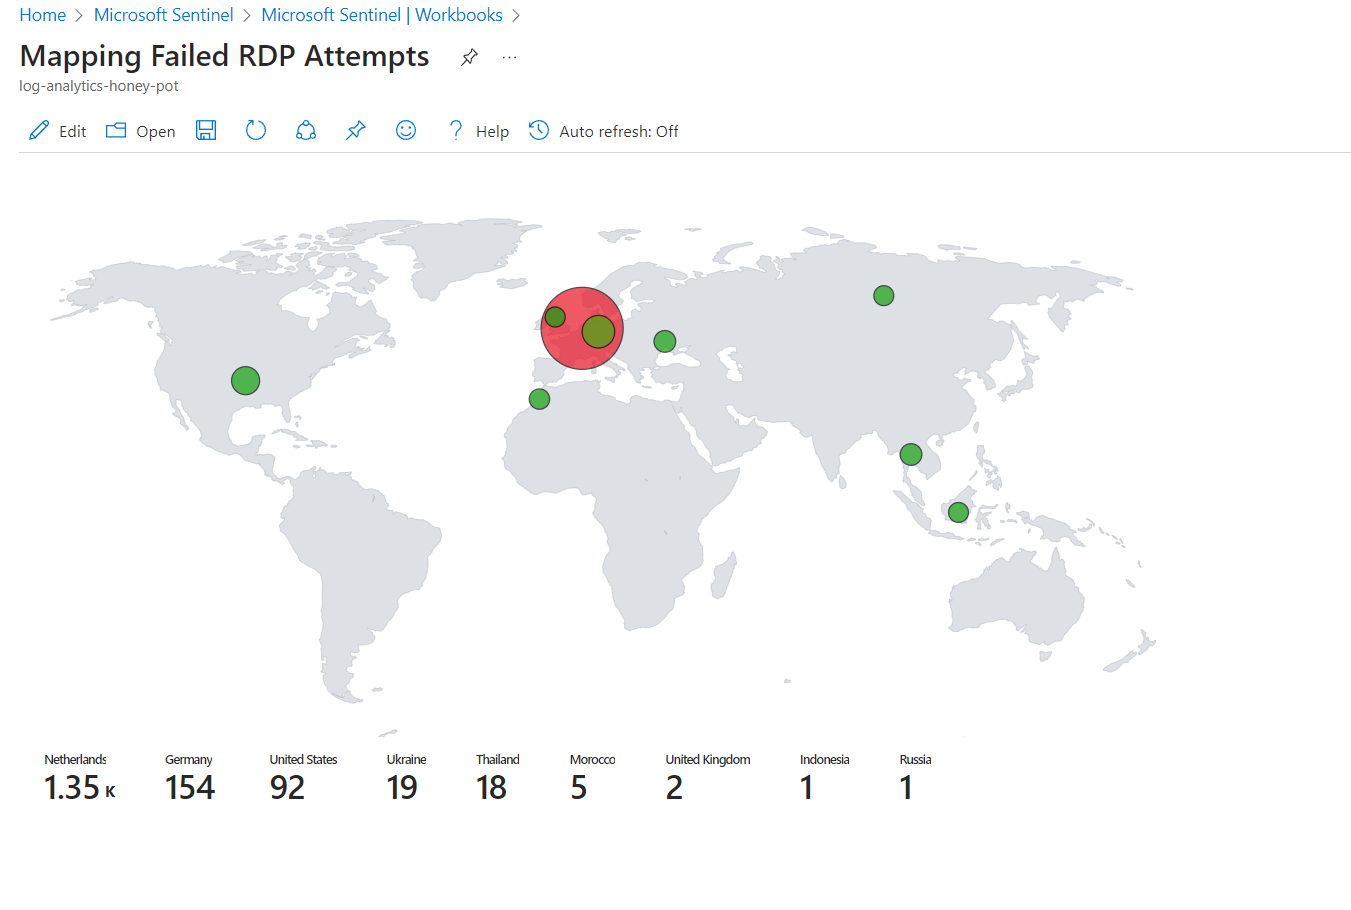 Home > Microsoft Sentinel > Microsoft Sentinel | Workbooks >
Mapping Failed RDP Attempts ...
log-analytics-honey-pot
Edit Open Help Auto refresh: Off
Netherlands Germany United States Ukraine Thailand Morocco United Kingdom Indonesia Russia
1.35 K 154 92 19 18 5 2 1 1